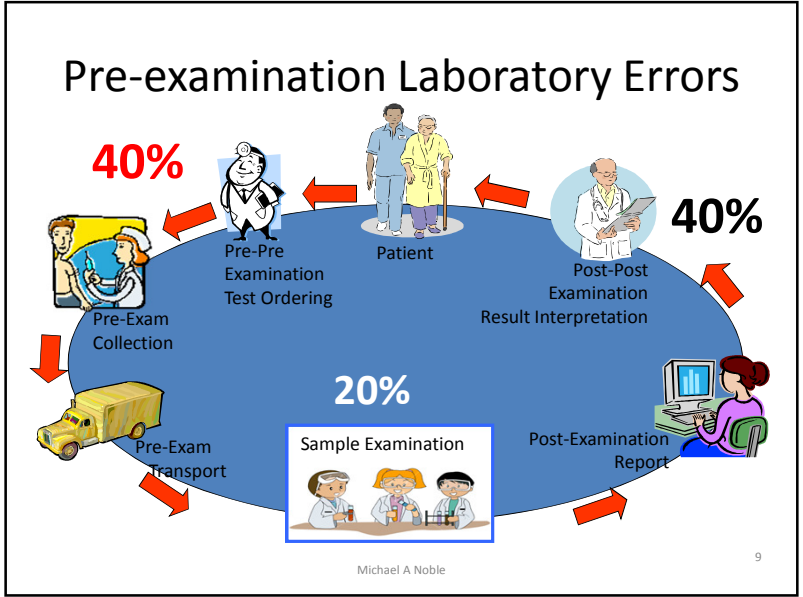 Pre-examination Laboratory Errors
40%
40%
Pre-Pre
Examination
Test Ordering
Patient
Post-Post
Examination
Result Interpretation
Pre-Exam
Collection
20%
Pre-Exam
Transport
Sample Examination
Post-Examination
Report
Michael A Noble
9